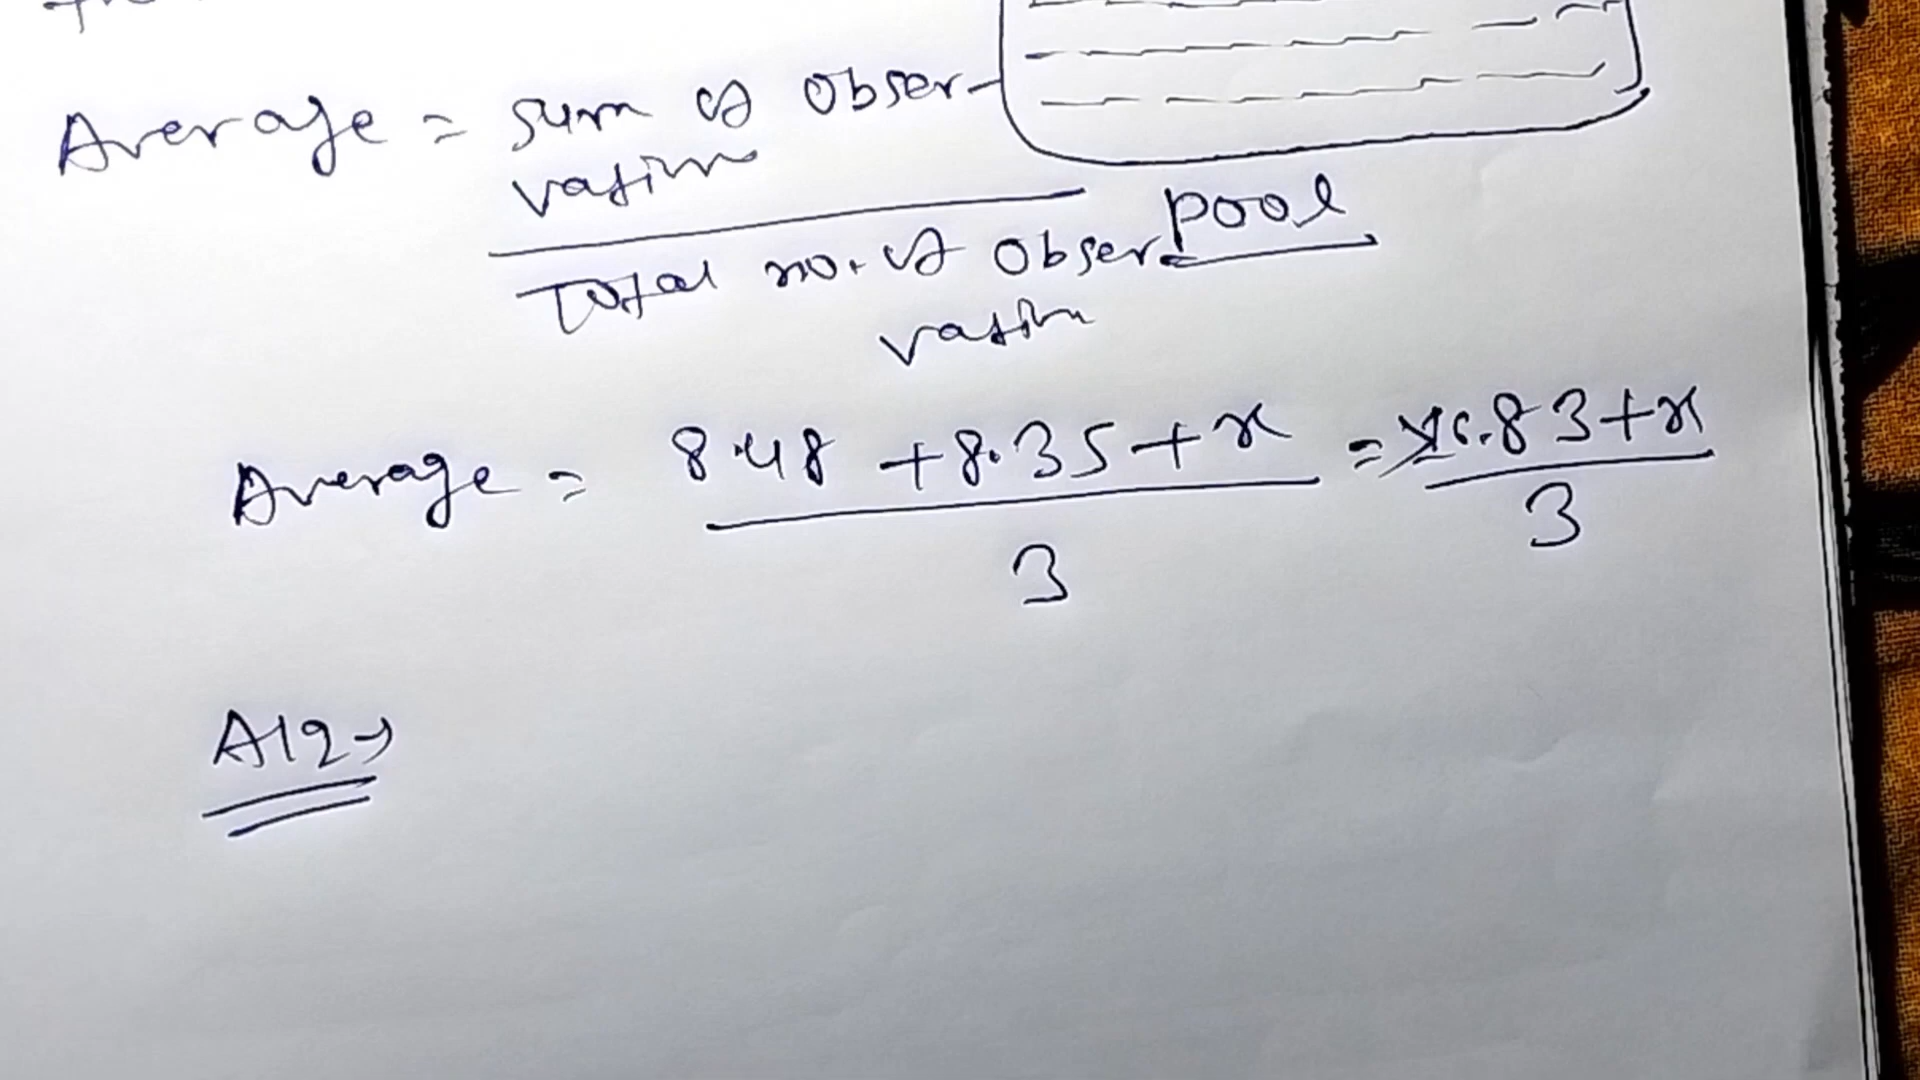 Average = sum of obser-
vation
Total no. of obser-
vation
pool
Average = 8.48 + 8.35 + x = 16.83 + x
3
3
A/q→